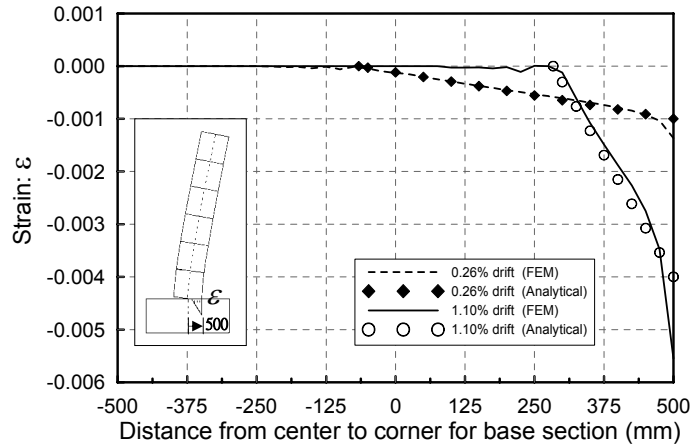 0.001
0.000
-0.001
-0.002
-0.003
-0.004
-0.005
-0.006
Strain: ε
ε
500
0.26% drift (FEM)
0.26% drift (Analytical)
1.10% drift (FEM)
1.10% drift (Analytical)
-500 -375 -250 -125 0 125 250 375 500
Distance from center to corner for base section (mm)